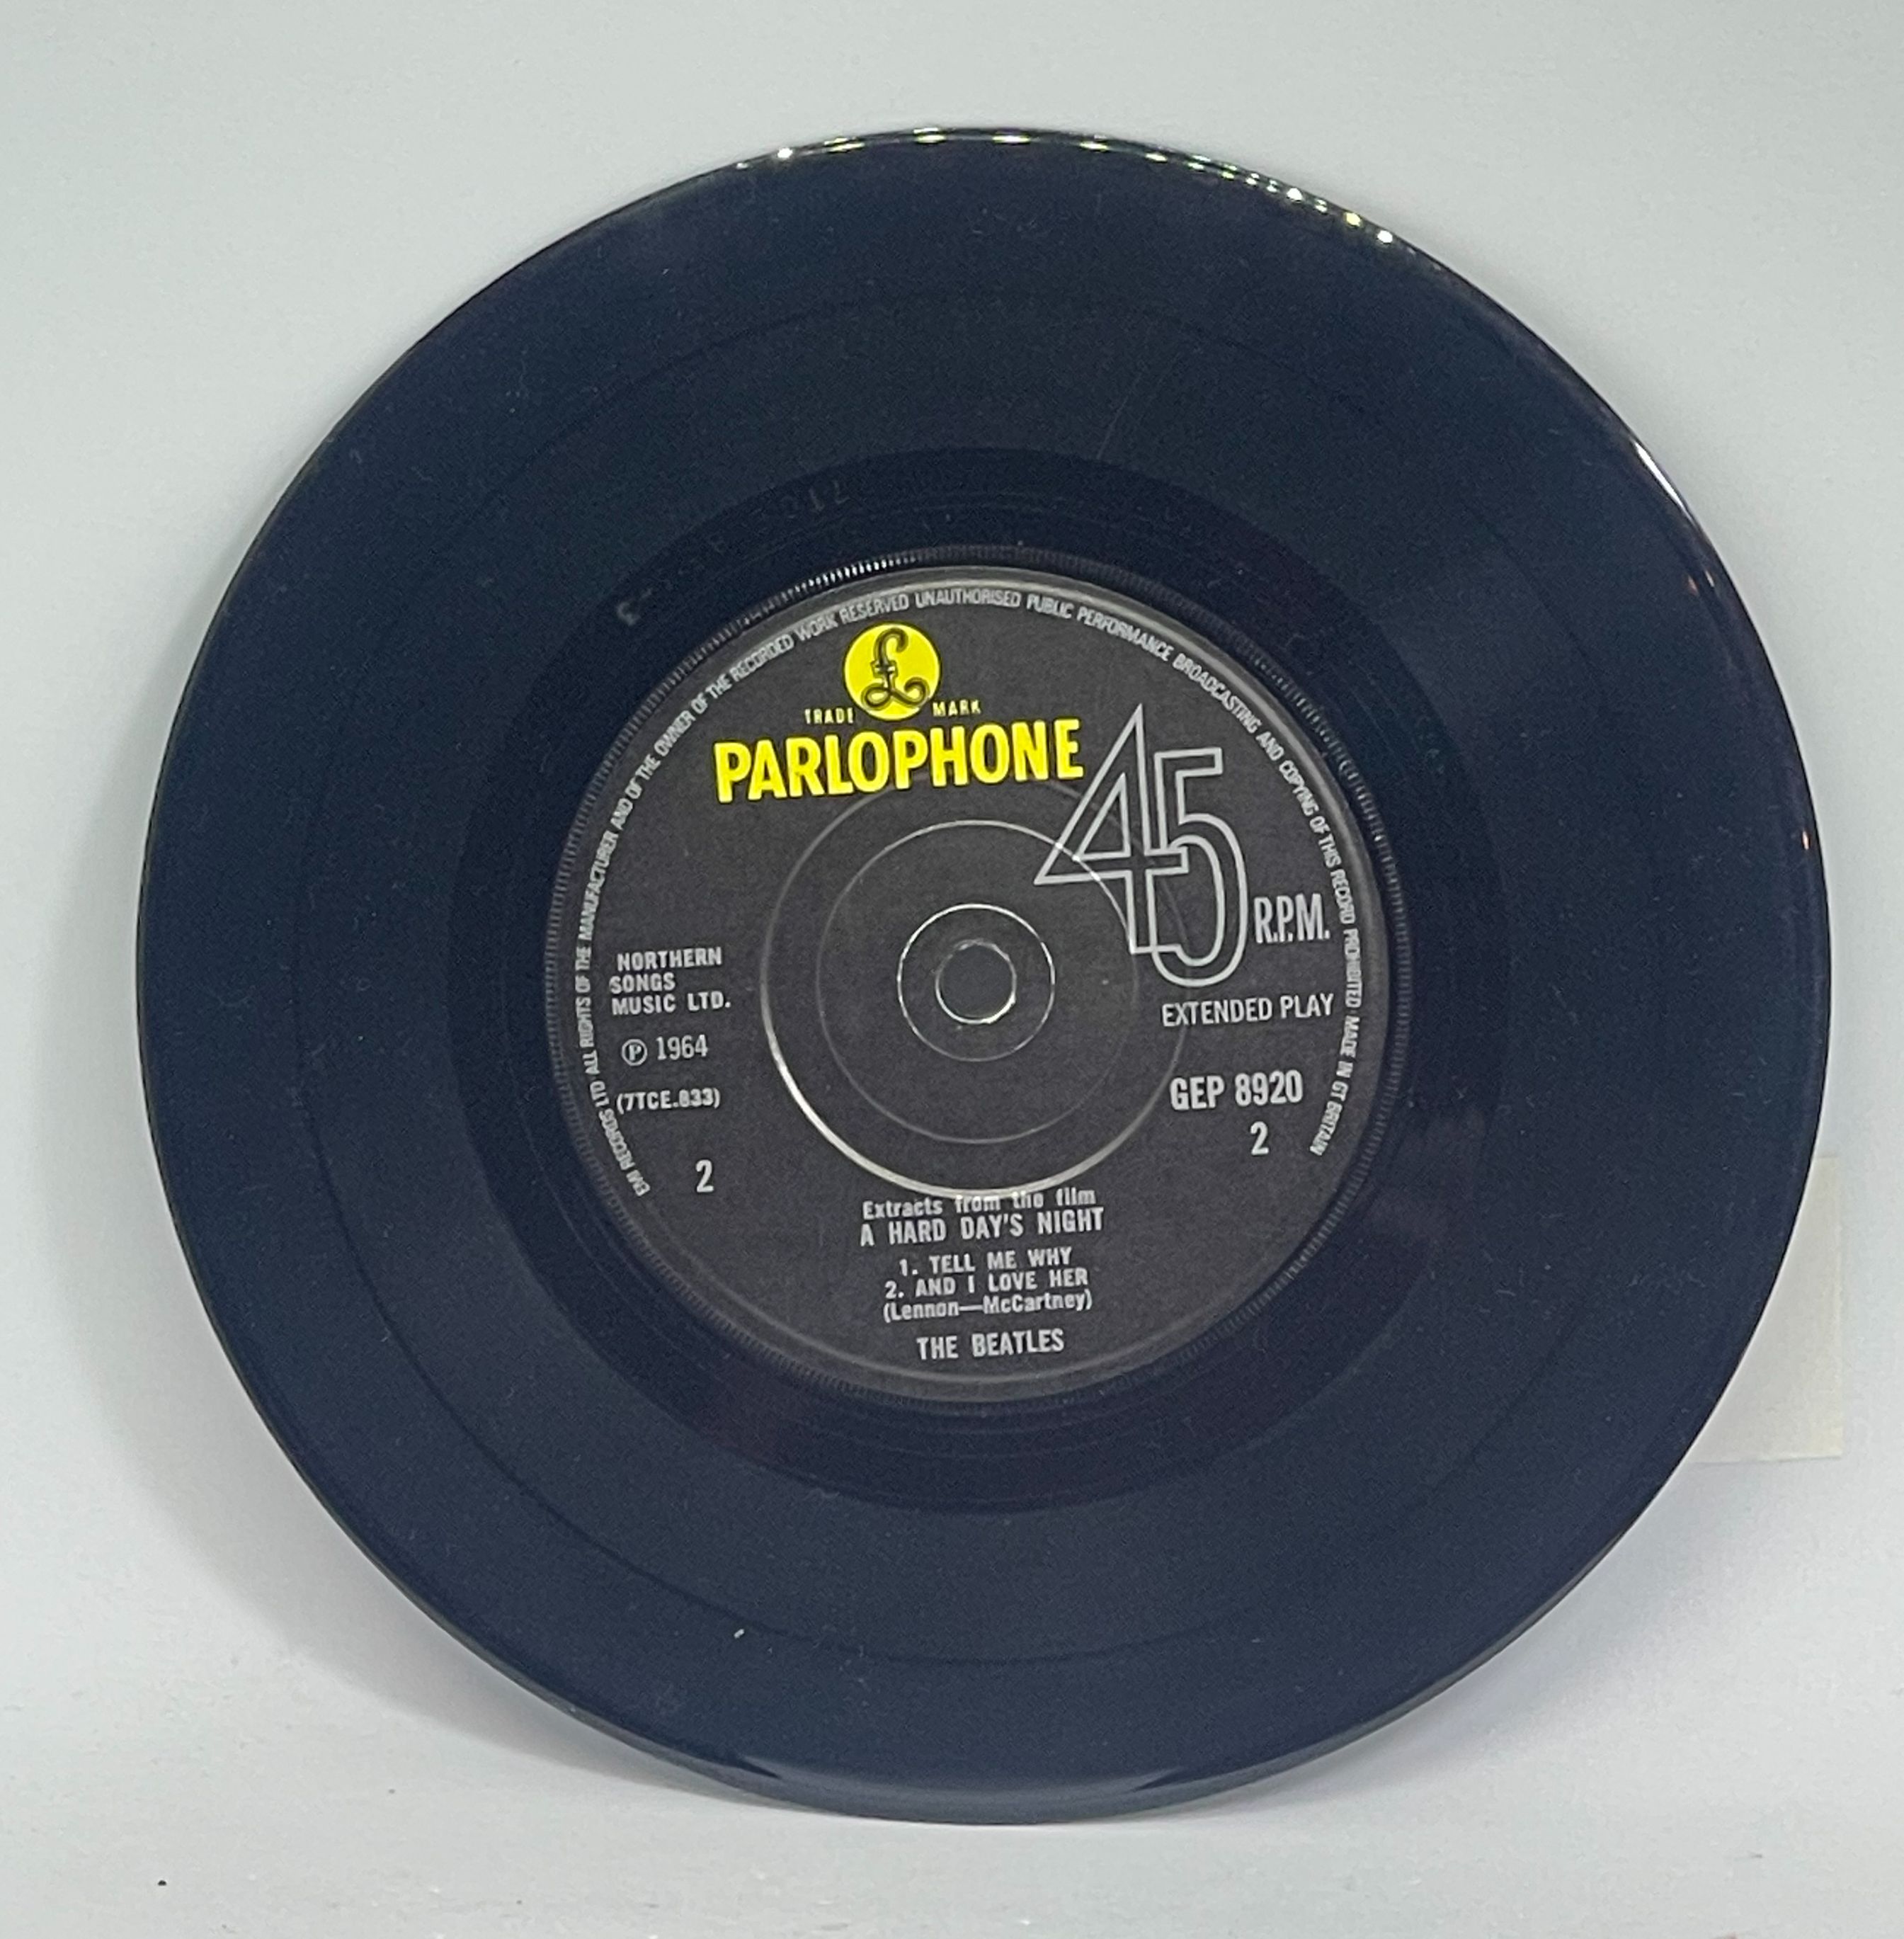 EMI RECORDS LTD ALL RIGHTS OF THE MANUFACTURER AND OF THE OWNER OF THE RECORDED WORK RESERVED UNAUTHORISED PUBLIC PERFORMANCE BROADCASTING AND COPYING OF THIS RECORD PROHIBITED MADE IN GT BRITAIN
£
TRADE MARK
PARLOPHONE
45 R.P.M.
EXTENDED PLAY
NORTHERN
SONGS
MUSIC LTD.
Ⓟ 1964
(7TCE.833)
2
GEP 8920
2
Extracts from the film
A HARD DAY'S NIGHT
1. TELL ME WHY
2. AND I LOVE HER
(Lennon—McCartney)
THE BEATLES